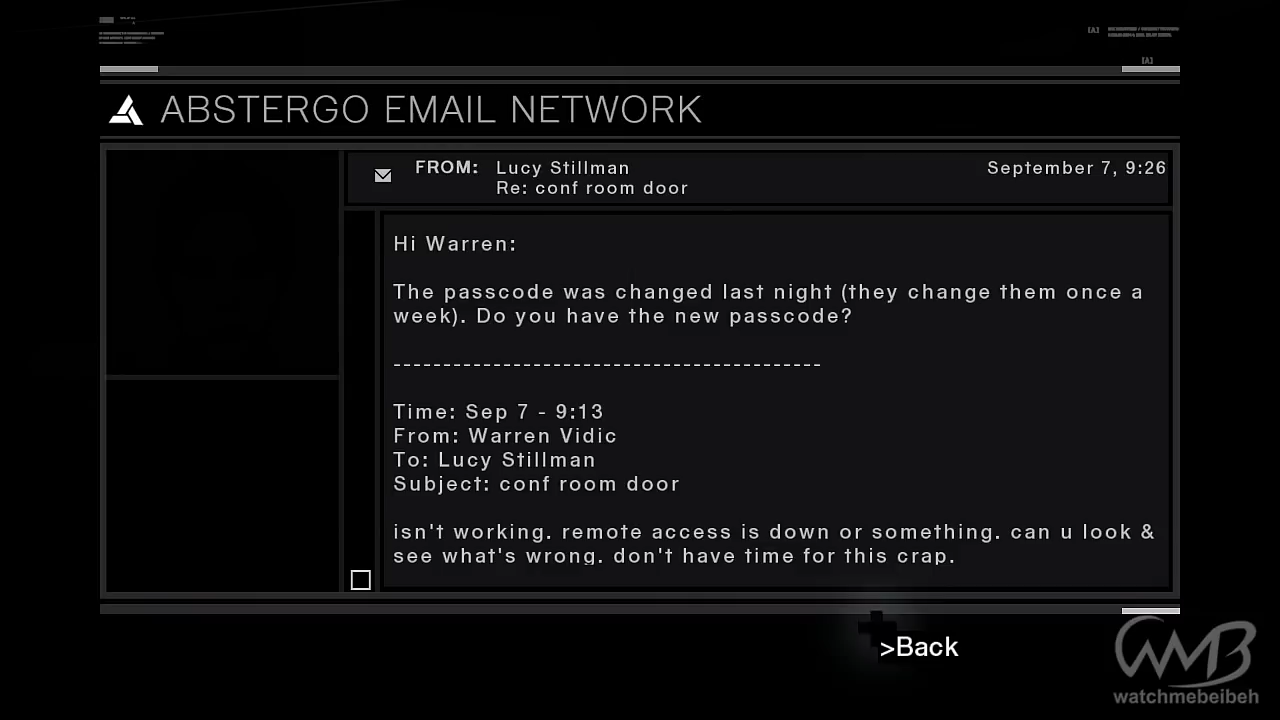 [A]
[A]
ABSTERGO EMAIL NETWORK
FROM: Lucy Stillman
September 7, 9:26
Re: conf room door
Hi Warren:
The passcode was changed last night (they change them once a
week). Do you have the new passcode?
-------------------------------------------
Time: Sep 7 - 9:13
From: Warren Vidic
To: Lucy Stillman
Subject: conf room door
isn't working. remote access is down or something. can u look &
see what's wrong. don't have time for this crap.
>Back
WMB
watchmebeibeh